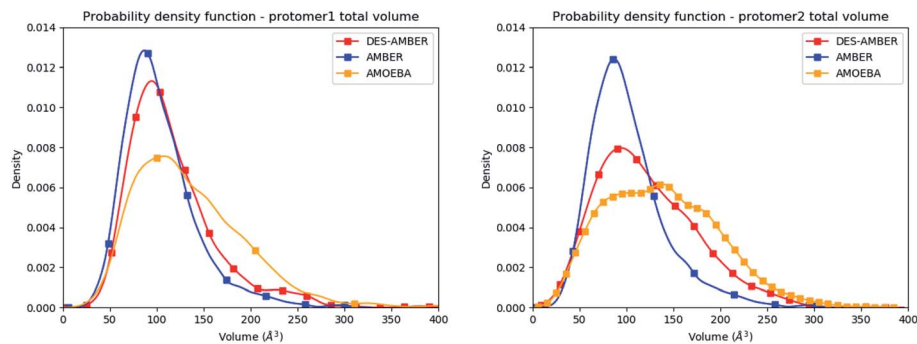 Probability density function - protomer1 total volume
0.014
0.012
0.010
0.008
0.006
0.004
0.002
0.000
Density
DES-AMBER
AMBER
AMOEBA
0 50 100 150 200 250 300 350 400
Volume (Å³)
Probability density function - protomer2 total volume
0.014
0.012
0.010
0.008
0.006
0.004
0.002
0.000
Density
DES-AMBER
AMBER
AMOEBA
0 50 100 150 200 250 300 350 400
Volume (Å³)